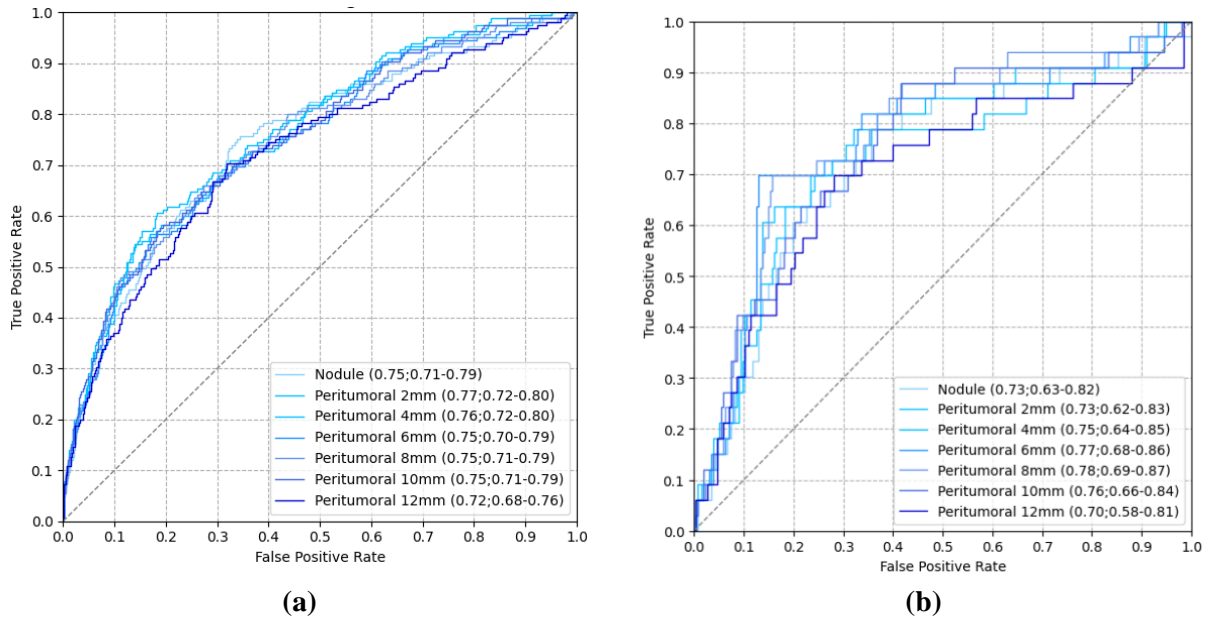 1.0
0.9
0.8
0.7
0.6
0.5
0.4
0.3
0.2
0.1
0.0
True Positive Rate
Nodule (0.75;0.71-0.79)
Peritumoral 2mm (0.77;0.72-0.80)
Peritumoral 4mm (0.76;0.72-0.80)
Peritumoral 6mm (0.75;0.70-0.79)
Peritumoral 8mm (0.75;0.71-0.79)
Peritumoral 10mm (0.75;0.71-0.79)
Peritumoral 12mm (0.72;0.68-0.76)
0.0 0.1 0.2 0.3 0.4 0.5 0.6 0.7 0.8 0.9 1.0
False Positive Rate
(a)
1.0
0.9
0.8
0.7
0.6
0.5
0.4
0.3
0.2
0.1
0.0
True Positive Rate
Nodule (0.73;0.63-0.82)
Peritumoral 2mm (0.73;0.62-0.83)
Peritumoral 4mm (0.75;0.64-0.85)
Peritumoral 6mm (0.77;0.68-0.86)
Peritumoral 8mm (0.78;0.69-0.87)
Peritumoral 10mm (0.76;0.66-0.84)
Peritumoral 12mm (0.70;0.58-0.81)
0.0 0.1 0.2 0.3 0.4 0.5 0.6 0.7 0.8 0.9 1.0
False Positive Rate
(b)